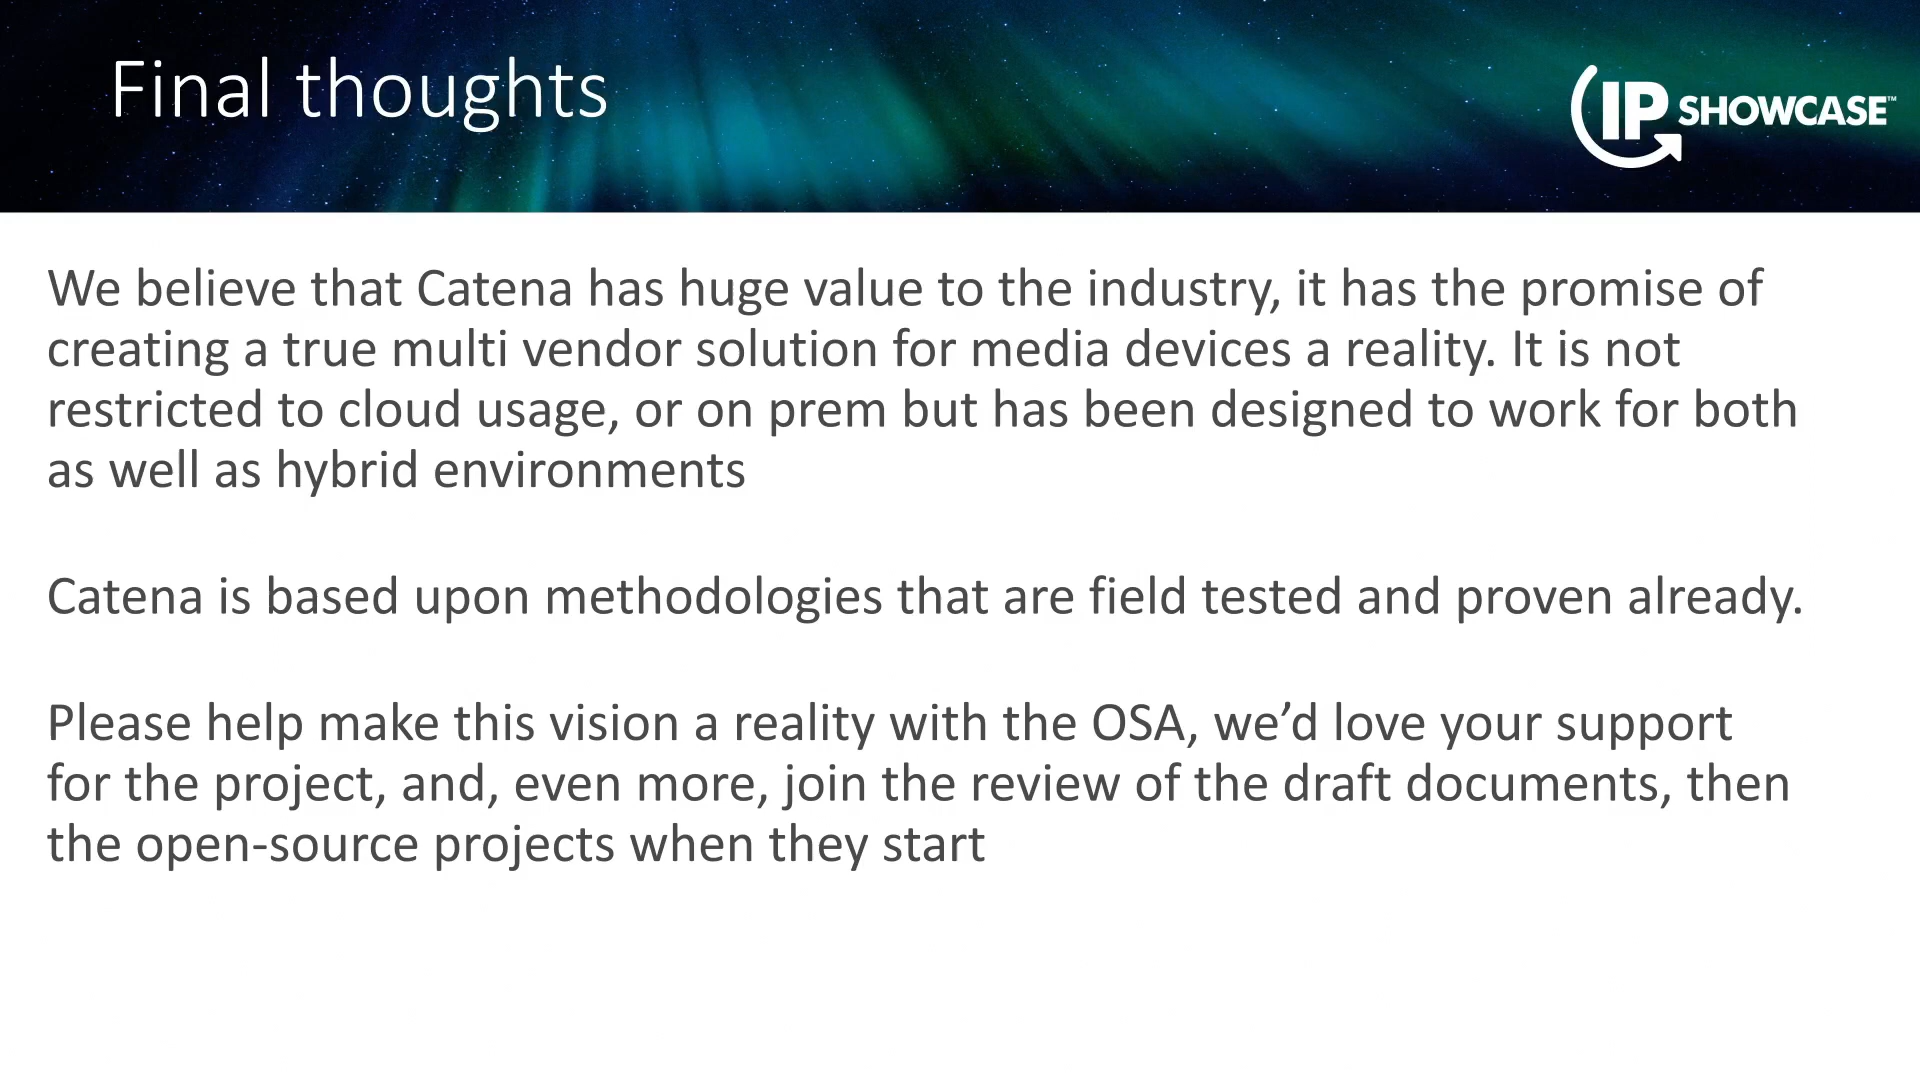 Final thoughts
IP SHOWCASE™
We believe that Catena has huge value to the industry, it has the promise of
creating a true multi vendor solution for media devices a reality. It is not
restricted to cloud usage, or on prem but has been designed to work for both
as well as hybrid environments
Catena is based upon methodologies that are field tested and proven already.
Please help make this vision a reality with the OSA, we’d love your support
for the project, and, even more, join the review of the draft documents, then
the open-source projects when they start